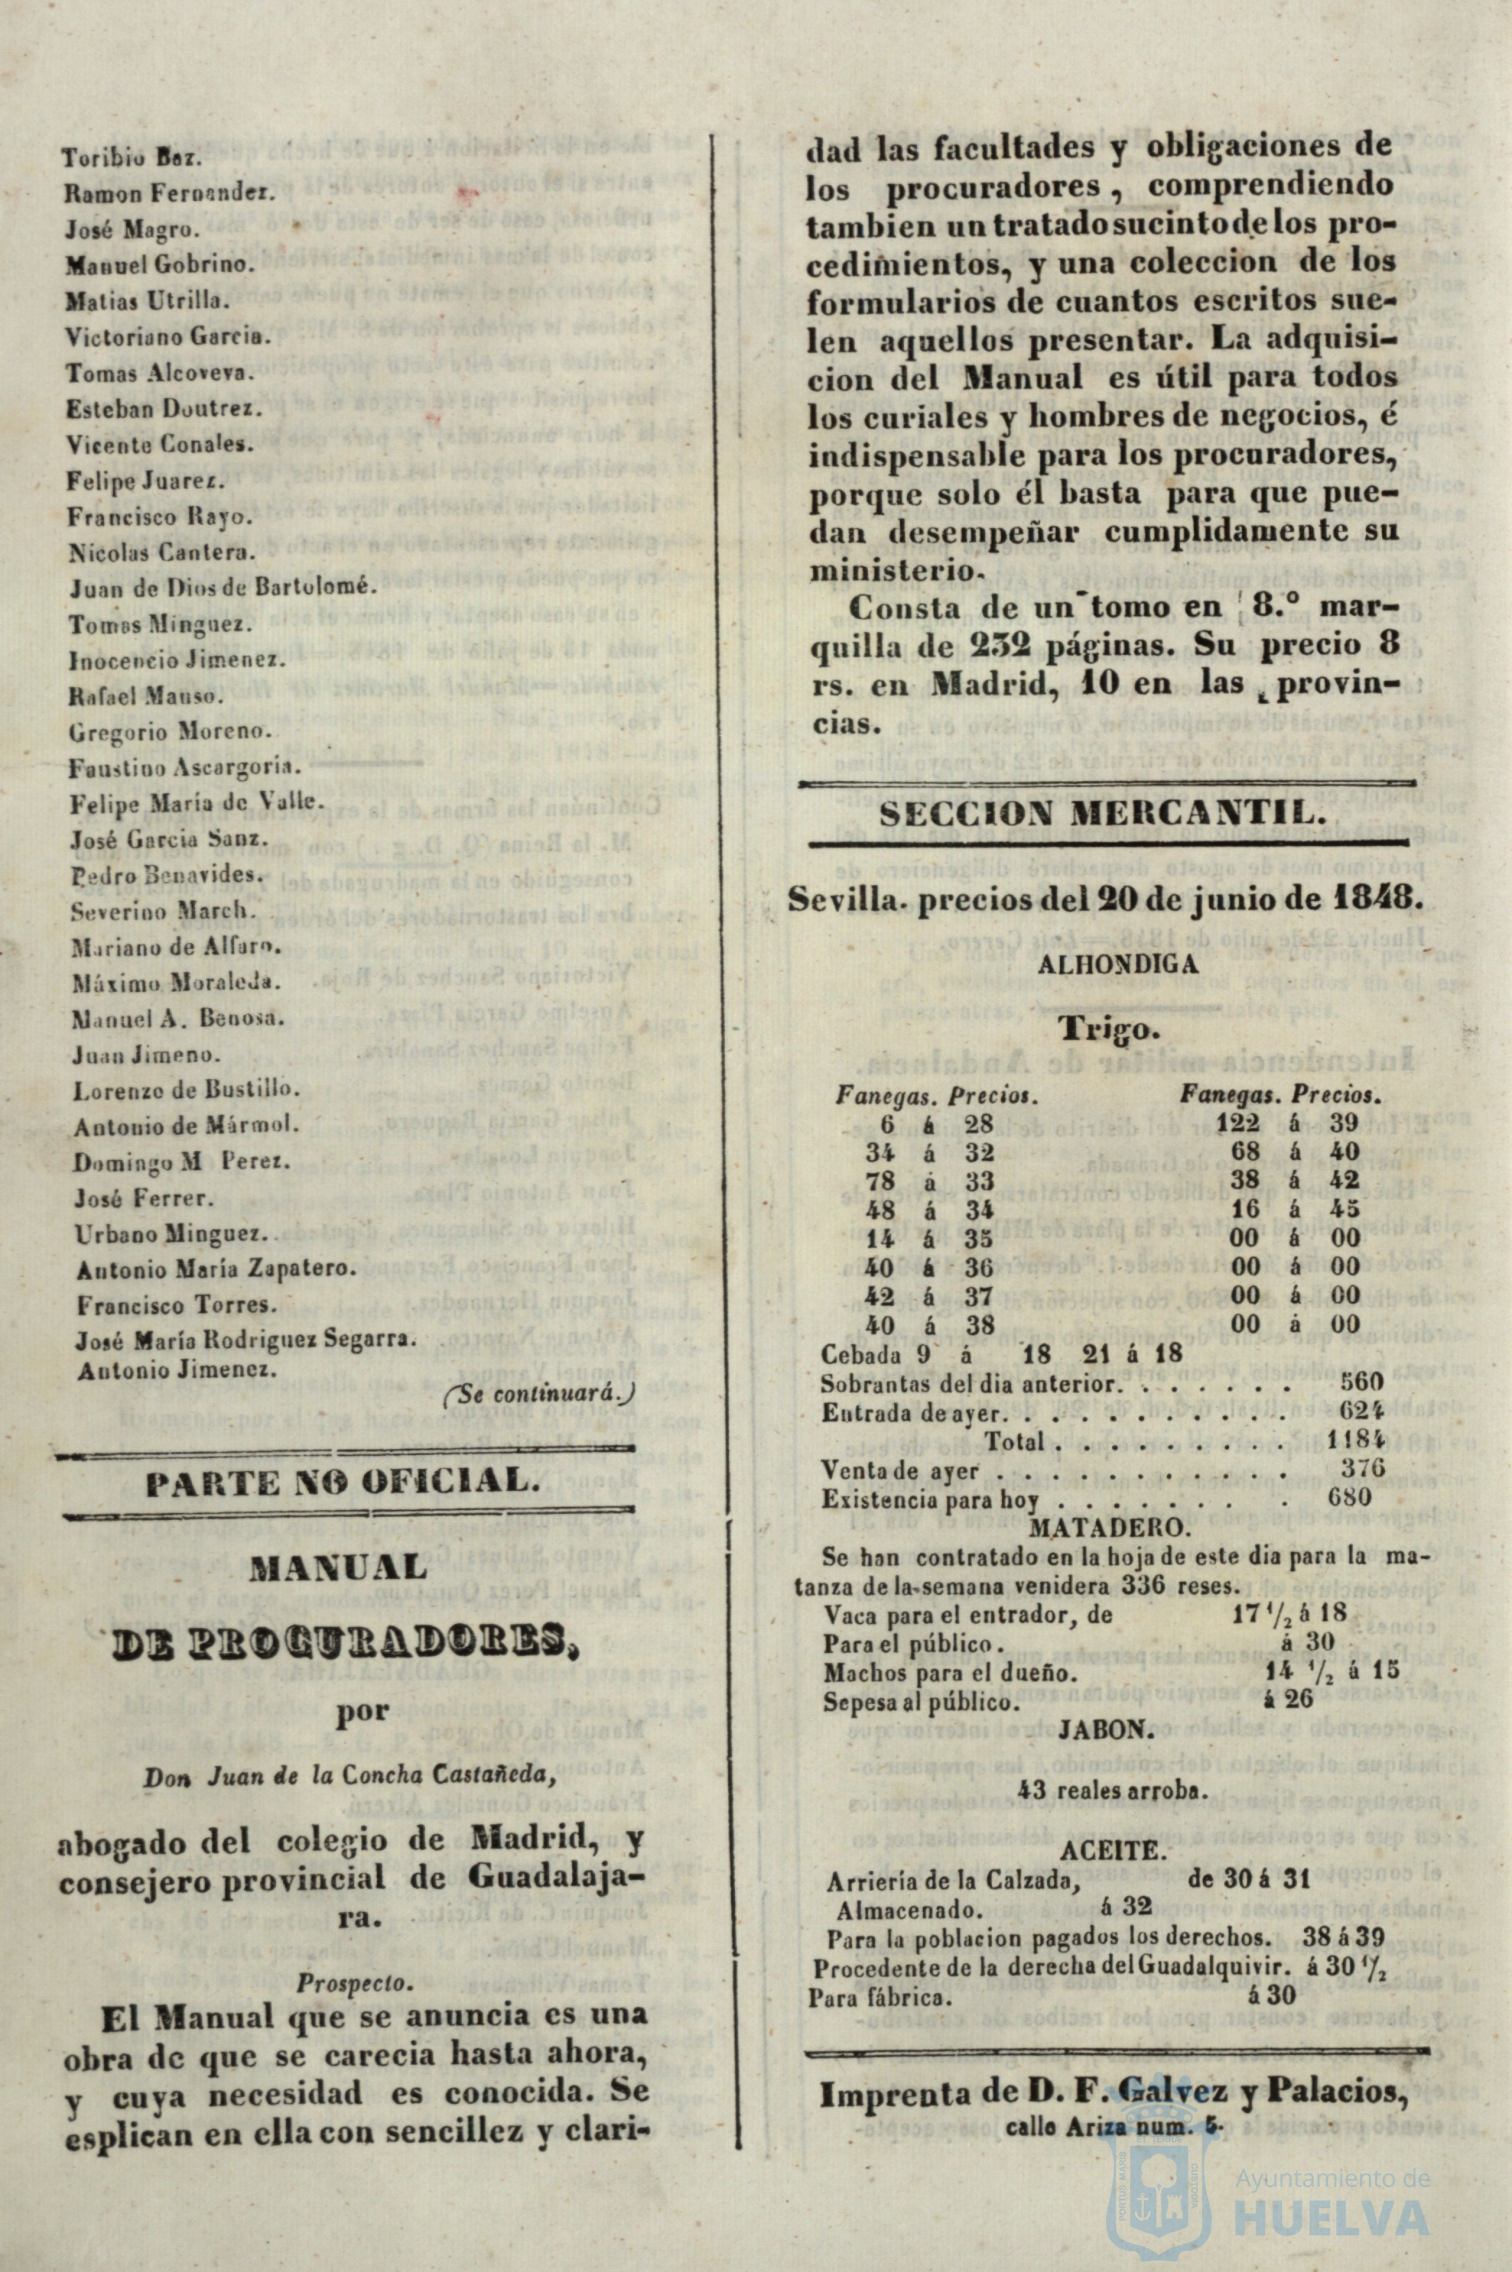 Toribio Baz.
Ramon Fernandez.
José Magro.
Manuel Gobrino.
Matias Utrilla.
Victoriano Garcia.
Tomas Alcoveva.
Esteban Doutrez.
Vicente Conales.
Felipe Juarez.
Francisco Rayo.
Nicolas Cantera.
Juan de Dios de Bartolomé.
Tomas Minguez.
Inocencio Jimenez.
Rafael Manso.
Gregorio Moreno.
Faustino Ascargoria.
Felipe María de Valle.
José Garcia Sanz.
Pedro Benavides.
Severino March.
Mariano de Alfaro.
Máximo Moraleda.
Manuel A. Benosa.
Juan Jimeno.
Lorenzo de Bustillo.
Antonio de Mármol.
Domingo M Perez.
José Ferrer.
Urbano Minguez.
Antonio María Zapatero.
Francisco Torres.
José María Rodriguez Segarra.
Antonio Jimenez.
(Se continuará.)
PARTE NO OFICIAL.
MANUAL
DE PROCURADORES,
por
Don Juan de la Concha Castañeda,
abogado del colegio de Madrid, y
consejero provincial de Guadalaja-
ra.
Prospecto.
El Manual que se anuncia es una
obra de que se carecia hasta ahora,
y cuya necesidad es conocida. Se
esplican en ella con sencillez y clari-
dad las facultades y obligaciones de
los procuradores, comprendiendo
tambien un tratado sucinto de los pro-
cedimientos, y una coleccion de los
formularios de cuantos escritos sue-
len aquellos presentar. La adquisi-
cion del Manual es útil para todos
los curiales y hombres de negocios, é
indispensable para los procuradores,
porque solo él basta para que pue-
dan desempeñar cumplidamente su
ministerio.
Consta de un tomo en 8.º mar-
quilla de 232 páginas. Su precio 8
rs. en Madrid, 10 en las provin-
cias.
SECCION MERCANTIL.
Sevilla. precios del 20 de junio de 1848.
ALHONDIGA
Trigo.
Fanegas. Precios. Fanegas. Precios.
6 á 28 122 á 39
34 á 32 68 á 40
78 á 33 38 á 42
48 á 34 16 á 45
14 á 35 00 á 00
40 á 36 00 á 00
42 á 37 00 á 00
40 á 38 00 á 00
Cebada 9 á 18 21 á 18
Sobrantas del dia anterior. . . . . . . 560
Entrada de ayer. . . . . . . . . . . 624
Total . . . . . . . . . 1184
Venta de ayer . . . . . . . . . . . 376
Existencia para hoy . . . . . . . . 680
MATADERO.
Se han contratado en la hoja de este dia para la ma-
tanza de la semana venidera 336 reses.
Vaca para el entrador, de 17 1/2 á 18
Para el público. á 30
Machos para el dueño. 14 1/2 á 15
Sepesa al público. á 26
JABON.
43 reales arroba.
ACEITE.
Arriería de la Calzada, de 30 á 31
Almacenado. á 32
Para la poblacion pagados los derechos. 38 á 39
Procedente de la derecha del Guadalquivir. á 30 1/2
Para fábrica. á 30
Imprenta de D. F. Galvez y Palacios,
calle Ariza num. 5.
Ayuntamiento de
HUELVA